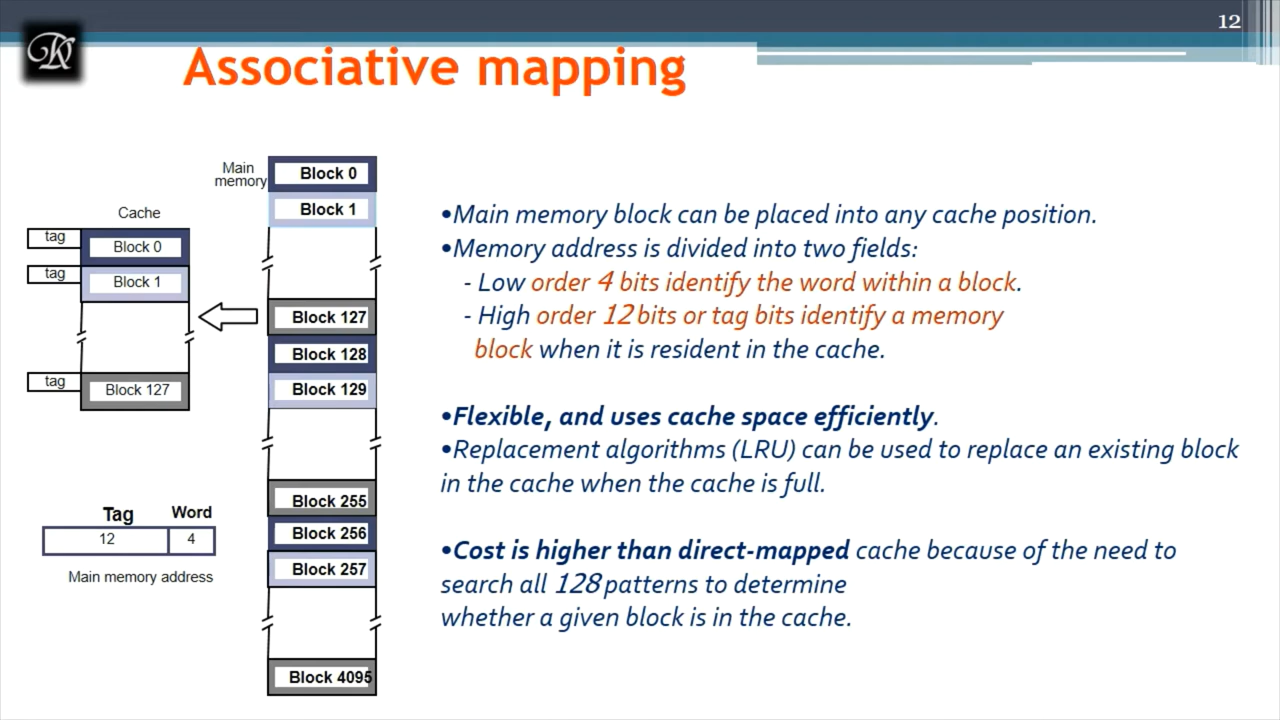 12
Associative mapping
Main
memory
Block 0
Block 1
Block 127
Block 128
Block 129
Block 255
Block 256
Block 257
Block 4095
Cache
tag
Block 0
tag
Block 1
tag
Block 127
Tag
Word
12
4
Main memory address
•Main memory block can be placed into any cache position.
•Memory address is divided into two fields:
- Low order 4 bits identify the word within a block.
- High order 12 bits or tag bits identify a memory
block when it is resident in the cache.
•Flexible, and uses cache space efficiently.
•Replacement algorithms (LRU) can be used to replace an existing block
in the cache when the cache is full.
•Cost is higher than direct-mapped cache because of the need to
search all 128 patterns to determine
whether a given block is in the cache.